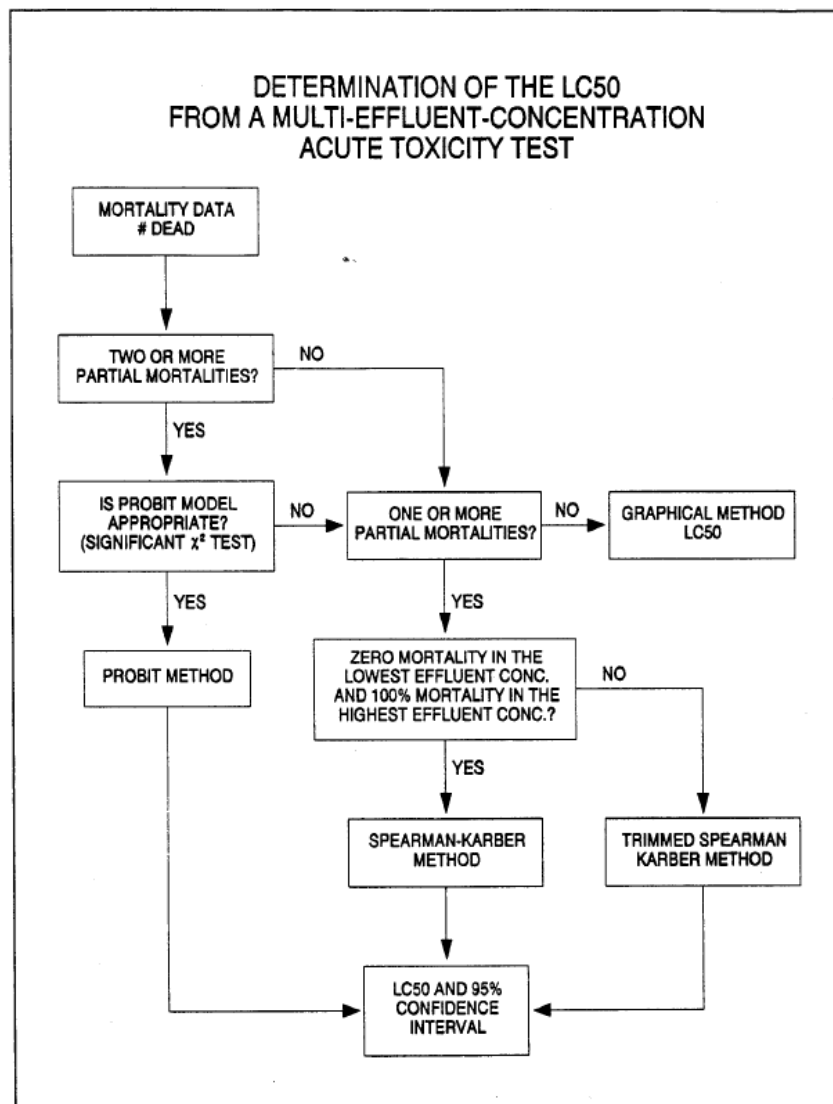 DETERMINATION OF THE LC50
FROM A MULTI-EFFLUENT-CONCENTRATION
ACUTE TOXICITY TEST
MORTALITY DATA
# DEAD
TWO OR MORE
PARTIAL MORTALITIES?
NO
YES
IS PROBIT MODEL
APPROPRIATE?
(SIGNIFICANT χ² TEST)
NO
ONE OR MORE
PARTIAL MORTALITIES?
NO
GRAPHICAL METHOD
LC50
YES
YES
PROBIT METHOD
ZERO MORTALITY IN THE
LOWEST EFFLUENT CONC.
AND 100% MORTALITY IN THE
HIGHEST EFFLUENT CONC.?
NO
YES
SPEARMAN-KARBER
METHOD
TRIMMED SPEARMAN
KARBER METHOD
LC50 AND 95%
CONFIDENCE
INTERVAL